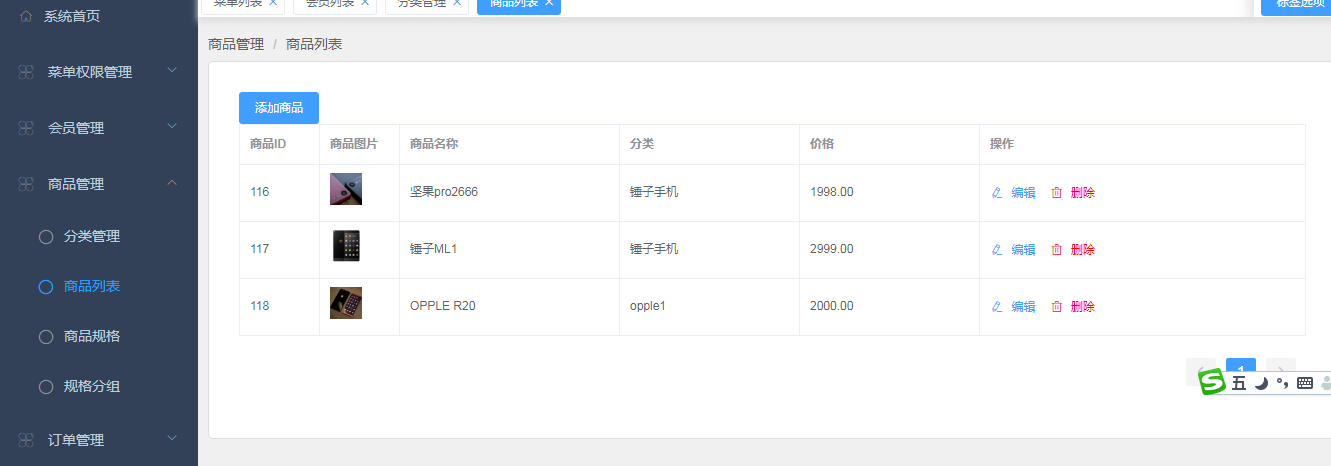 系统首页
菜单权限管理
会员管理
商品管理
分类管理
商品列表
商品规格
规格分组
订单管理
菜单列表 ×
会员列表 ×
分类管理 ×
商品列表 ×
标签选项
商品管理 / 商品列表
添加商品
商品ID 商品图片 商品名称 分类 价格 操作
116 坚果pro2666 锤子手机 1998.00 编辑 删除
117 锤子ML1 锤子手机 2999.00 编辑 删除
118 OPPLE R20 opple1 2000.00 编辑 删除
1
S 五